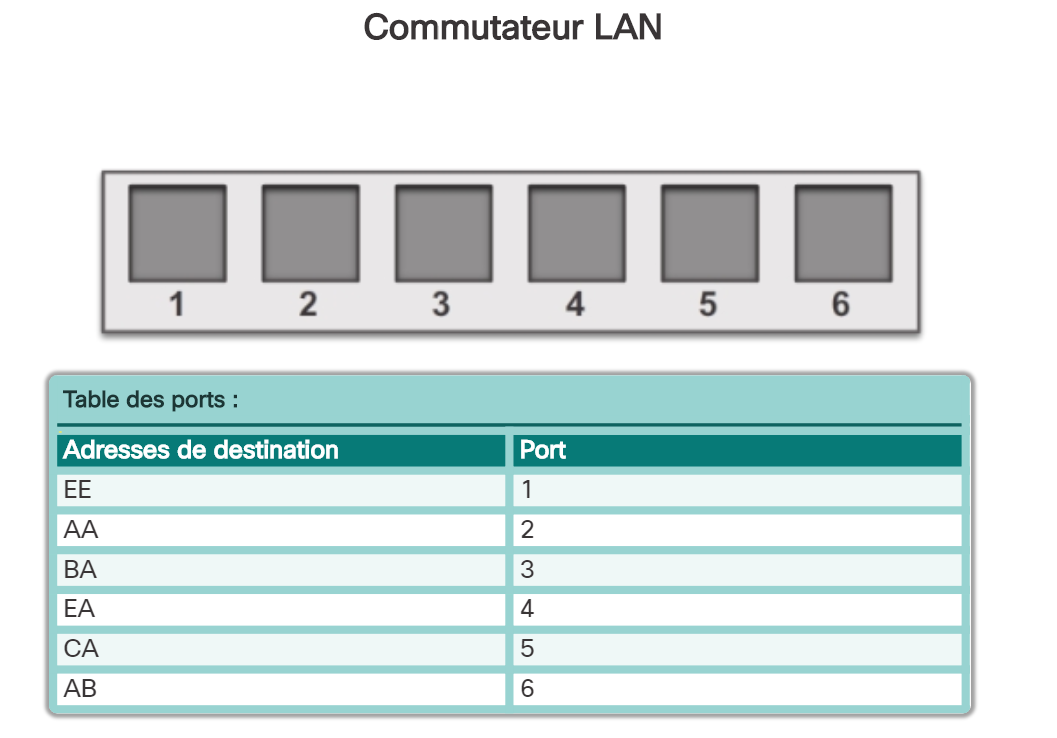 Commutateur LAN
1 2 3 4 5 6
Table des ports :
Adresses de destination Port
EE 1
AA 2
BA 3
EA 4
CA 5
AB 6